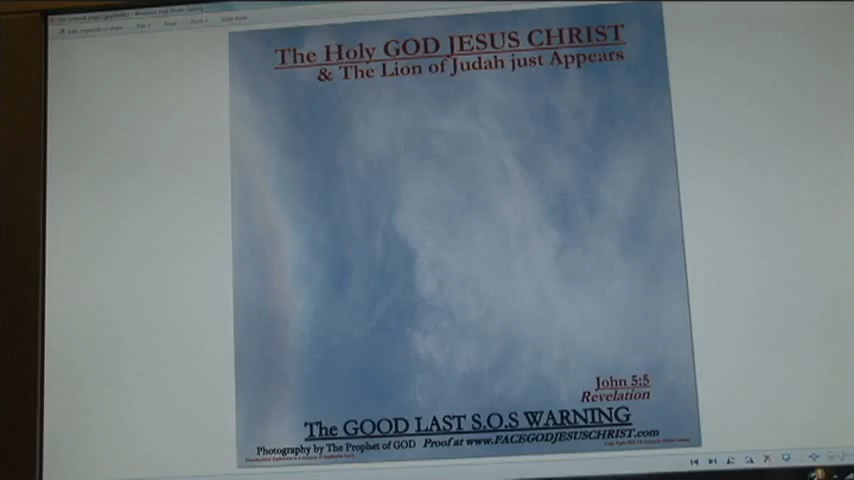 The Holy GOD JESUS CHRIST
& The Lion of Judah just Appears
John 5:5
Revelation
The GOOD LAST S.O.S WARNING
Photography by The Prophet of GOD Proof at www.FACEGODJESUSCHRIST.com